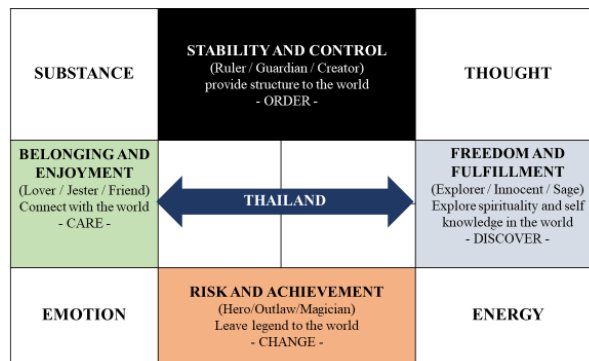 SUBSTANCE
STABILITY AND CONTROL
(Ruler / Guardian / Creator)
provide structure to the world
- ORDER -
THOUGHT
BELONGING AND
ENJOYMENT
(Lover / Jester / Friend)
Connect with the world
- CARE -
THAILAND
FREEDOM AND
FULFILLMENT
(Explorer / Innocent / Sage)
Explore spirituality and self
knowledge in the world
- DISCOVER -
EMOTION
RISK AND ACHIEVEMENT
(Hero/Outlaw/Magician)
Leave legend to the world
- CHANGE -
ENERGY